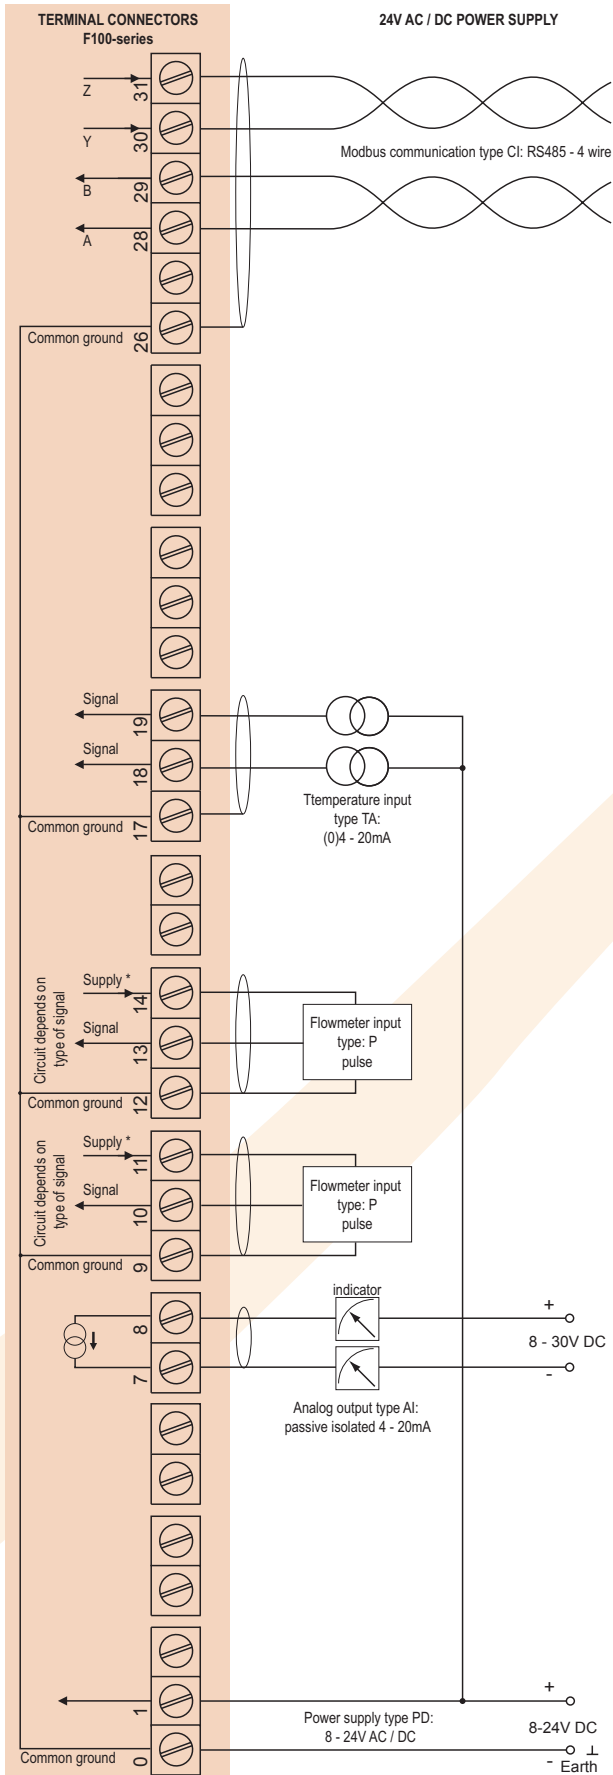 TERMINAL CONNECTORS
F100-series
24V AC / DC POWER SUPPLY
Z
31
Y
30
Modbus communication type CI: RS485 - 4 wire
B
29
A
28
Common ground
26
Signal
19
Signal
18
Common ground
17
Ttemperature input
type TA:
(0)4 - 20mA
Circuit depends on
type of signal
Supply *
14
Signal
13
Common ground
12
Flowmeter input
type: P
pulse
Circuit depends on
type of signal
Supply *
11
Signal
10
Common ground
9
Flowmeter input
type: P
pulse
indicator
8
7
+
8 - 30V DC
-
Analog output type AI:
passive isolated 4 - 20mA
1
+
Power supply type PD:
8 - 24V AC / DC
8-24V DC
Common ground
0
- Earth